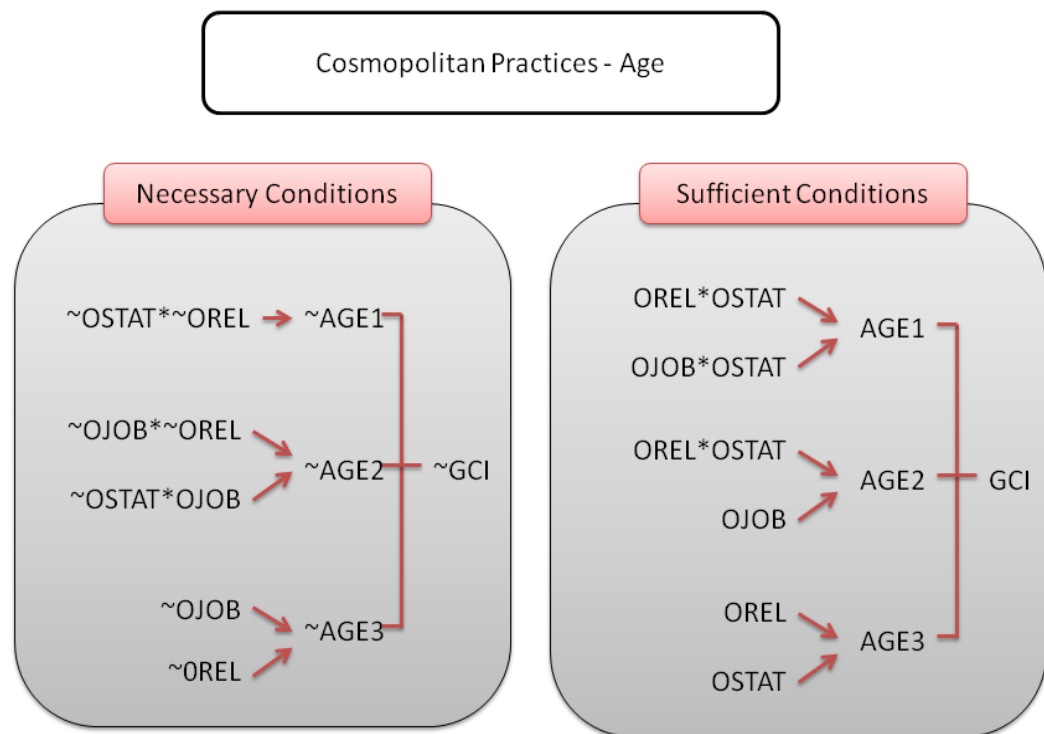 Cosmopolitan Practices - Age
Necessary Conditions
~OSTAT*~OREL
~AGE1
~OJOB*~OREL
~AGE2
~GCI
~OSTAT*OJOB
~OJOB
~AGE3
~0REL
Sufficient Conditions
OREL*OSTAT
AGE1
OJOB*OSTAT
OREL*OSTAT
AGE2
GCI
OJOB
OREL
AGE3
OSTAT